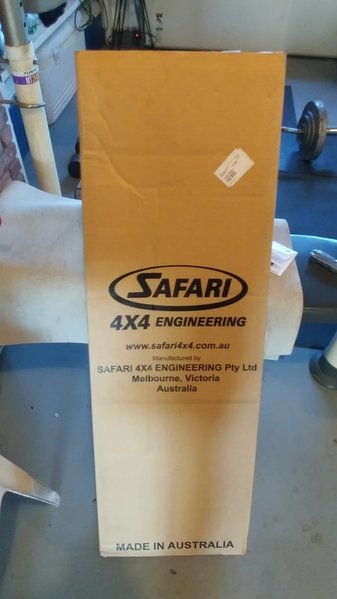 SAFARI
4X4 ENGINEERING
www.safari4x4.com.au
Manufactured by
SAFARI 4X4 ENGINEERING Pty Ltd
Melbourne, Victoria
Australia
MADE IN AUSTRALIA